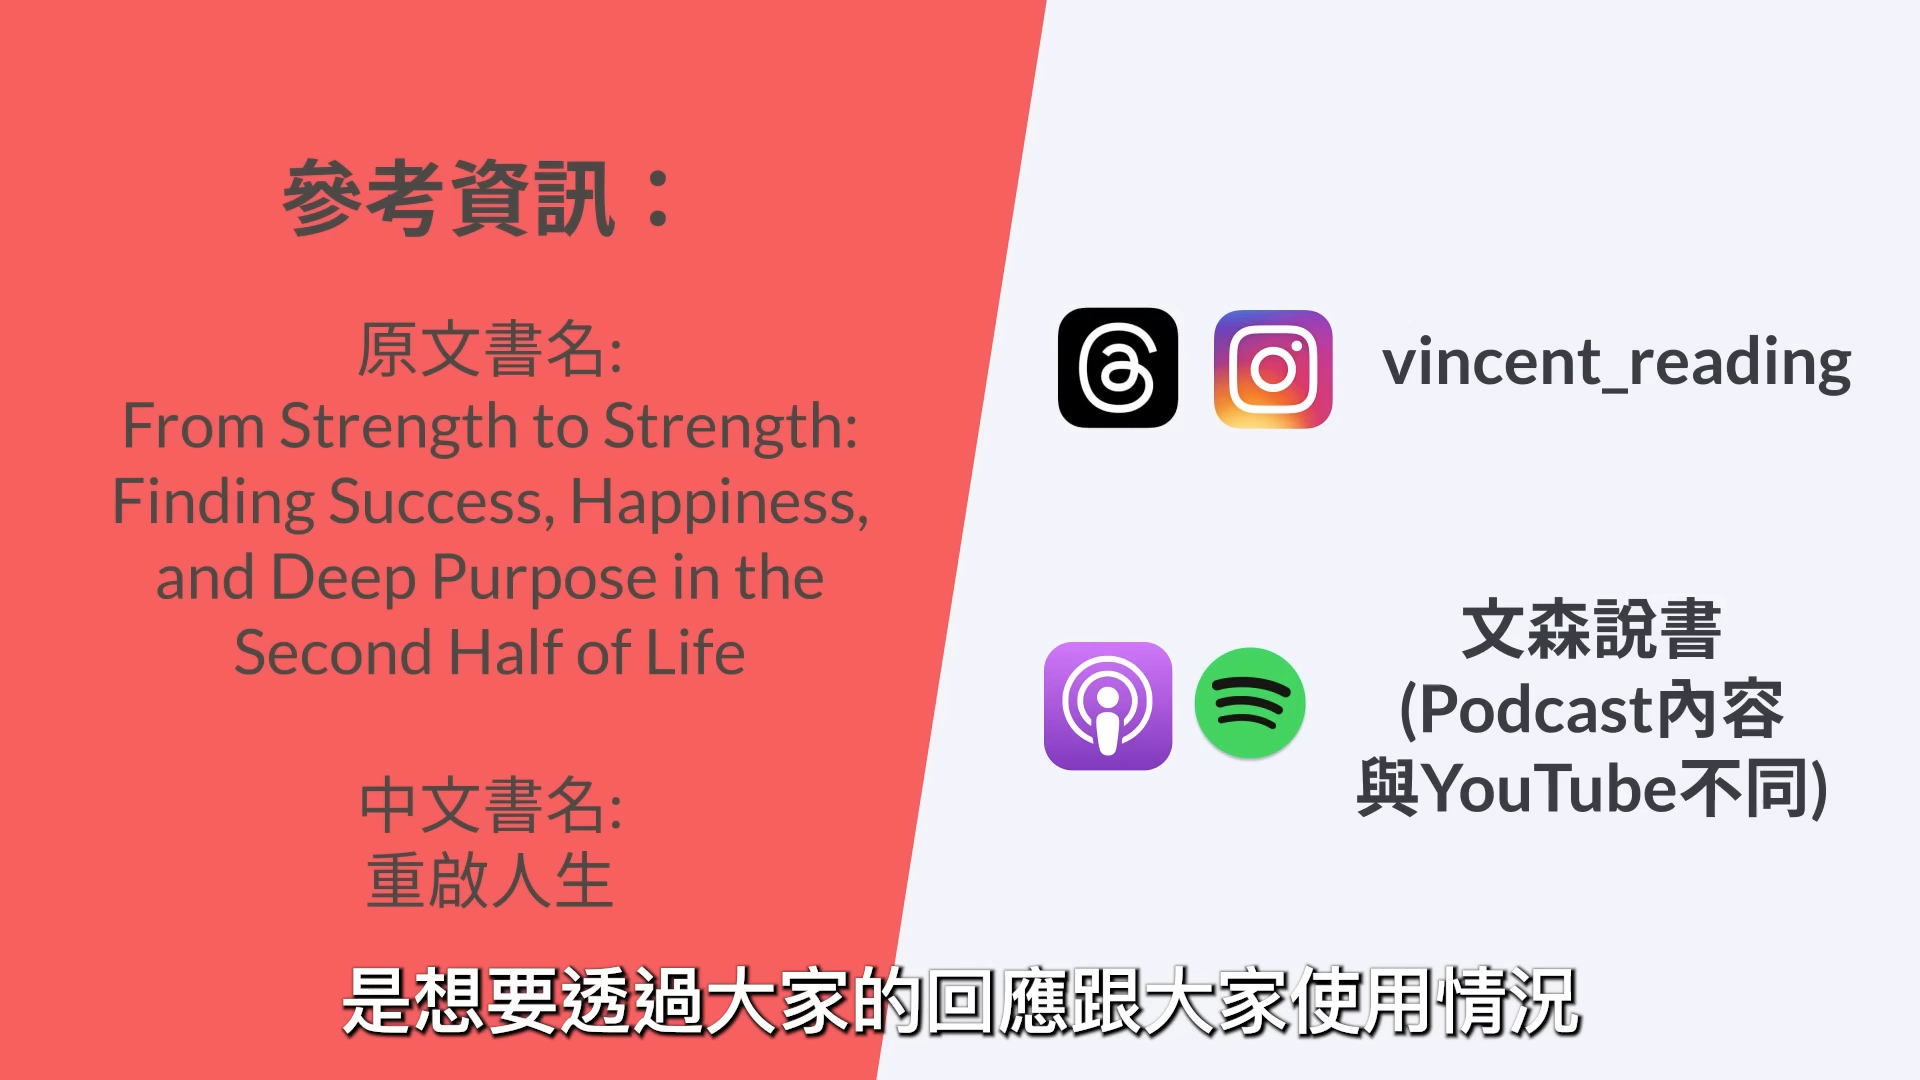 參考資訊：
原文書名:
From Strength to Strength:
Finding Success, Happiness,
and Deep Purpose in the
Second Half of Life
中文書名:
重啟人生
vincent_reading
文森說書
(Podcast內容
與YouTube不同)
是想要透過大家的回應跟大家使用情況